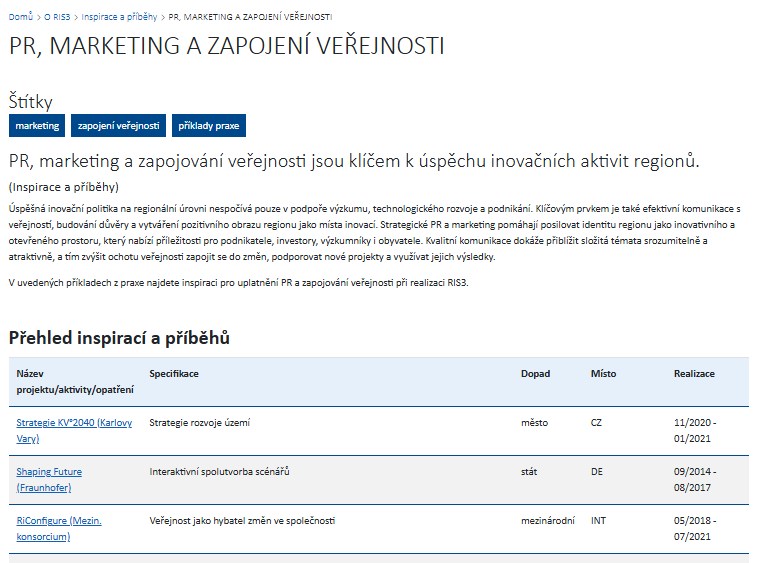 Domů > O RIS3 > Inspirace a příběhy > PR, MARKETING A ZAPOJENÍ VEŘEJNOSTI
PR, MARKETING A ZAPOJENÍ VEŘEJNOSTI
Štítky
marketing zapojení veřejnosti příklady praxe
PR, marketing a zapojování veřejnosti jsou klíčem k úspěchu inovačních aktivit regionů.
(Inspirace a příběhy)
Úspěšná inovační politika na regionální úrovni nespočívá pouze v podpoře výzkumu, technologického rozvoje a podnikání. Klíčovým prvkem je také efektivní komunikace s
veřejností, budování důvěry a vytváření pozitivního obrazu regionu jako místa inovací. Strategické PR a marketing pomáhají posilovat identitu regionu jako inovativního a
otevřeného prostoru, který nabízí příležitosti pro podnikatele, investory, výzkumníky i obyvatele. Kvalitní komunikace dokáže přiblížit složitá témata srozumitelně a
atraktivně, a tím zvýšit ochotu veřejnosti zapojit se do změn, podporovat nové projekty a využívat jejich výsledky.
V uvedených příkladech z praxe najdete inspiraci pro uplatnění PR a zapojování veřejnosti při realizaci RIS3.
Přehled inspirací a příběhů
Název projektu/aktivity/opatření Specifikace Dopad Místo Realizace
Strategie KV°2040 (Karlovy Vary) Strategie rozvoje území město CZ 11/2020 - 01/2021
Shaping Future (Fraunhofer) Interaktivní spolutvorba scénářů stát DE 09/2014 - 08/2017
RiConfigure (Mezin. konsorcium) Veřejnost jako hybatel změn ve společnosti mezinárodní INT 05/2018 - 07/2021